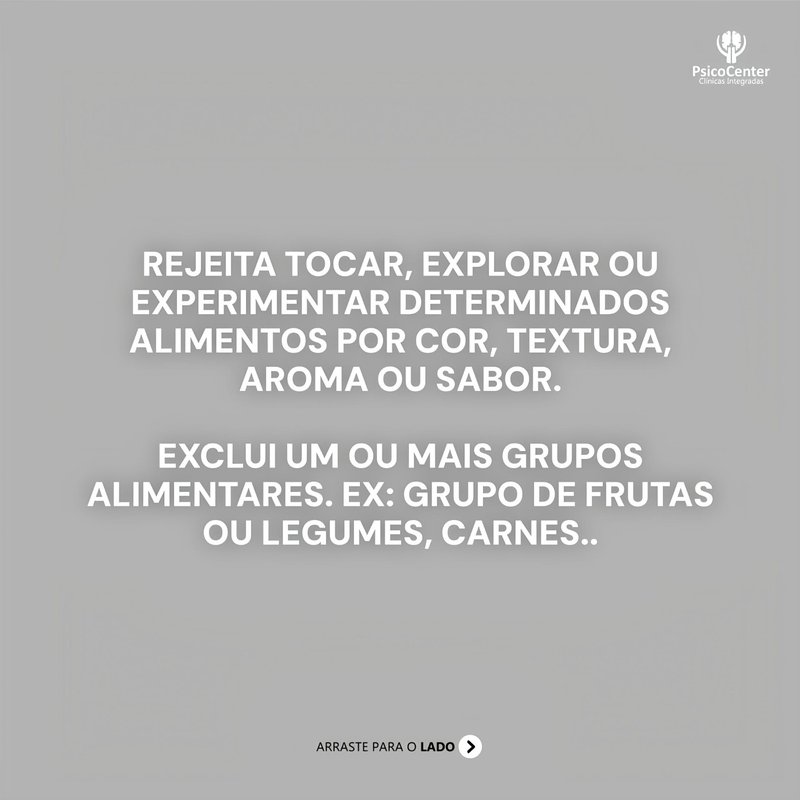 PsicoCenter
Clínicas Integradas
REJEITA TOCAR, EXPLORAR OU
EXPERIMENTAR DETERMINADOS
ALIMENTOS POR COR, TEXTURA,
AROMA OU SABOR.
EXCLUI UM OU MAIS GRUPOS
ALIMENTARES. EX: GRUPO DE FRUTAS
OU LEGUMES, CARNES..
ARRASTE PARA O LADO